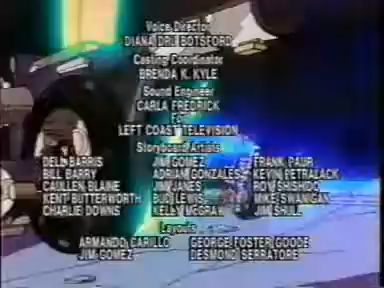 Voice Director
DIANA DRU BOTSFORD
Casting Coordinator
BRENDA K. KYLE
Sound Engineer
CARLA FREDRICK
For
LEFT COAST TELEVISION
Storyboard Artists
DELL BARRIS JIM GOMEZ FRANK PAUR
BILL BARRY ADRIAN GONZALES KEVIN PETRALACK
CAULLEN BLAINE JIM JANES ROY SHISHIDO
KENT BUTTERWORTH BUD LEWIS MIKE SWANIGAN
CHARLIE DOWNS KELLY MCGRAW JIM SHULL
Layouts
ARMANDO CARILLO GEORGE FOSTER GOODE
JIM GOMEZ DESMOND SERRATORE